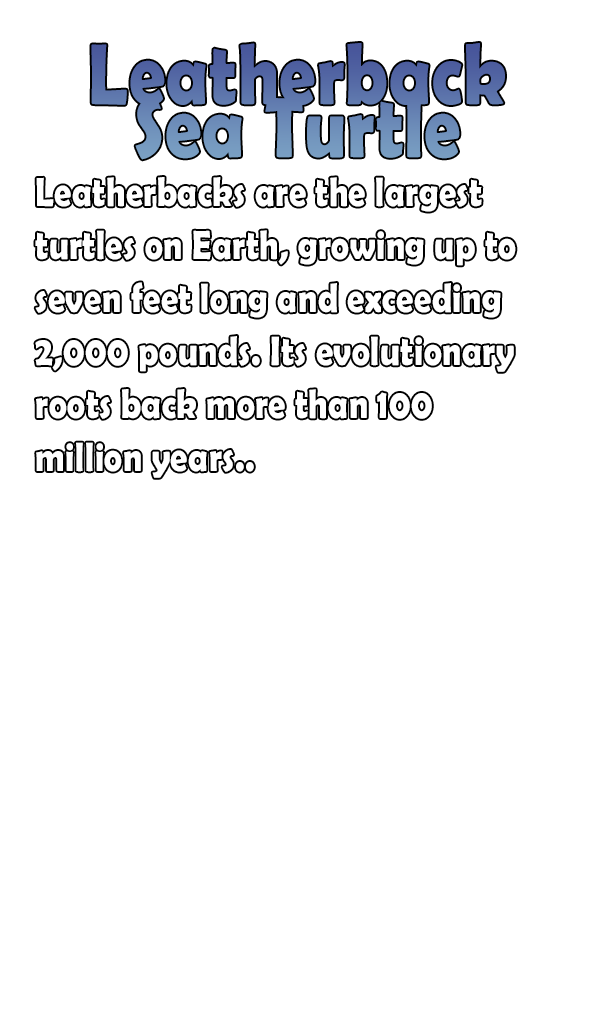 Leatherback
Sea Turtle
Leatherbacks are the largest
turtles on Earth, growing up to
seven feet long and exceeding
2,000 pounds. Its evolutionary
roots back more than 100
million years..